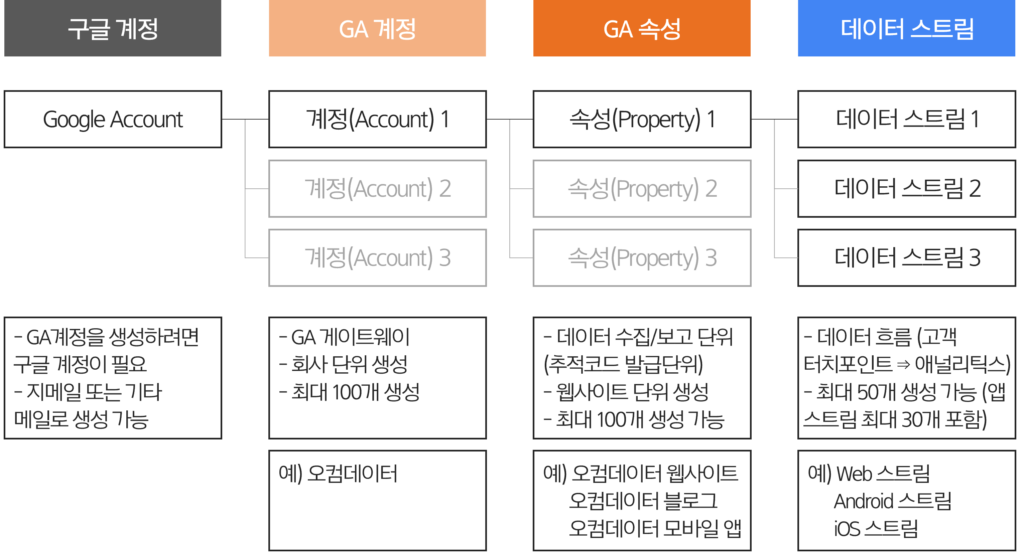 구글 계정
GA 계정
GA 속성
데이터 스트림
Google Account
계정(Account) 1
속성(Property) 1
데이터 스트림 1
계정(Account) 2
속성(Property) 2
데이터 스트림 2
계정(Account) 3
속성(Property) 3
데이터 스트림 3
- GA계정을 생성하려면
구글 계정이 필요
- 지메일 또는 기타
메일로 생성 가능
- GA 게이트웨이
- 회사 단위 생성
- 최대 100개 생성
- 데이터 수집/보고 단위
(추적코드 발급단위)
- 웹사이트 단위 생성
- 최대 100개 생성 가능
- 데이터 흐름 (고객
터치포인트 ⇒ 애널리틱스)
- 최대 50개 생성 가능 (앱
스트림 최대 30개 포함)
예) 오컴데이터
예) 오컴데이터 웹사이트
오컴데이터 블로그
오컴데이터 모바일 앱
예) Web 스트림
Android 스트림
iOS 스트림